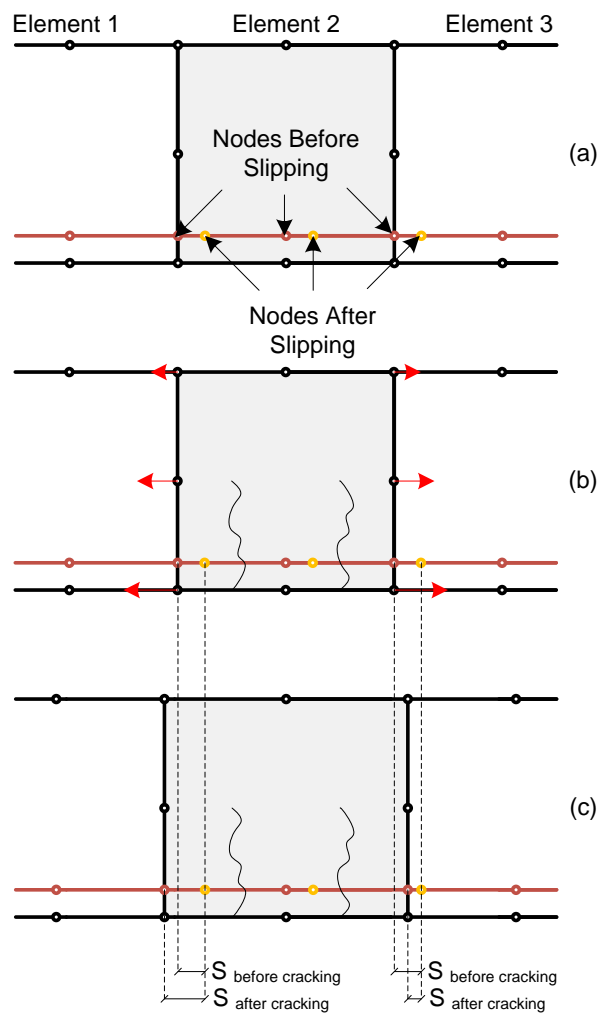 Element 1 Element 2 Element 3
Nodes Before
Slipping
(a)
Nodes After
Slipping
(b)
(c)
S before cracking S before cracking
S after cracking S after cracking